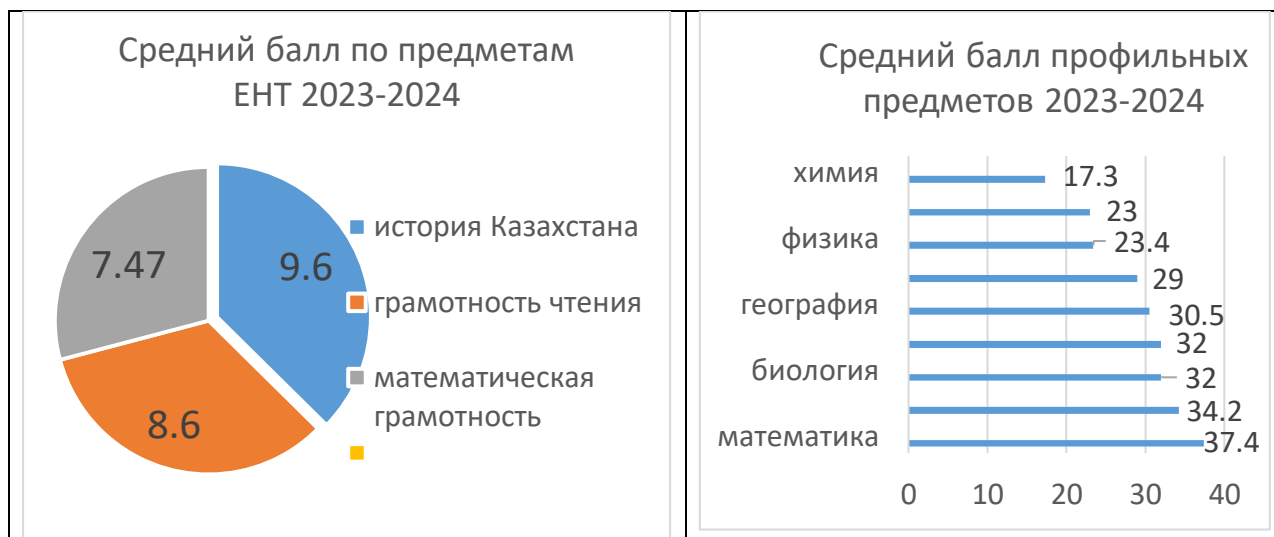 Средний балл по предметам
ЕНТ 2023-2024
7.47
9.6
8.6
история Казахстана
грамотность чтения
математическая
грамотность
Средний балл профильных
предметов 2023-2024
химия
17.3
23
физика
23.4
29
география
30.5
32
биология
32
34.2
математика
37.4
0 10 20 30 40